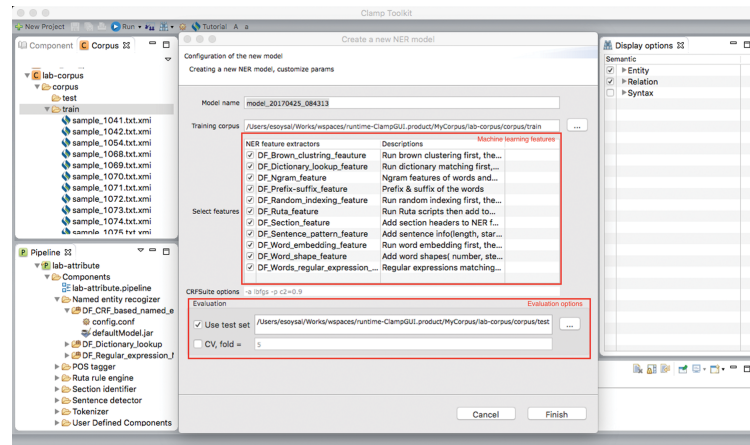 Clamp Toolkit
New Project Run Tutorial A a
Component Corpus
lab-corpus
corpus
test
train
sample_1041.txt.xmi
sample_1042.txt.xmi
sample_1054.txt.xmi
sample_1068.txt.xmi
sample_1069.txt.xmi
sample_1070.txt.xmi
sample_1071.txt.xmi
sample_1072.txt.xmi
sample_1073.txt.xmi
sample_1074.txt.xmi
sample_1075.txt.xmi
Pipeline
lab-attribute
Components
lab-attribute.pipeline
Named entity recogizer
DF_CRF_based_named_e
config.conf
defaultModel.jar
DF_Dictionary_lookup
DF_Regular_expression_
POS tagger
Ruta rule engine
Section identifier
Sentence detector
Tokenizer
User Defined Components
Create a new NER model
Configuration of the new model
Creating a new NER model, customize params
Model name model_20170425_084313
Training corpus /Users/esoysal/Works/wspaces/runtime-ClampGUI.product/MyCorpus/lab-corpus/corpus/train ...
Machine learning features
NER feature extractors Descriptions
DF_Brown_clustring_feauture Run brown clustering first, the...
DF_Dictionary_lookup_feature Run dictionary matching first,...
DF_Ngram_feature Ngram features of words and...
DF_Prefix-suffix_feature Prefix & suffix of the words
DF_Random_indexing_feature Run random indexing first, the...
DF_Ruta_feature Run Ruta scripts then add to...
Select features
DF_Section_feature Add section headers to NER f...
DF_Sentence_pattern_feature Add sentence info(length, star...
DF_Word_embedding_feature Run word embedding first, the...
DF_Word_shape_feature Add word shapes( number, ste...
DF_Words_regular_expression_... Regular expressions matching...
CRFSuite options -a lbfgs -p c2=0.9
Evaluation Evaluation options
Use test set /Users/esoysal/Works/wspaces/runtime-ClampGUI.product/MyCorpus/lab-corpus/corpus/test ...
CV, fold = 5
Cancel Finish
Display options
Semantic
Entity
Relation
Syntax